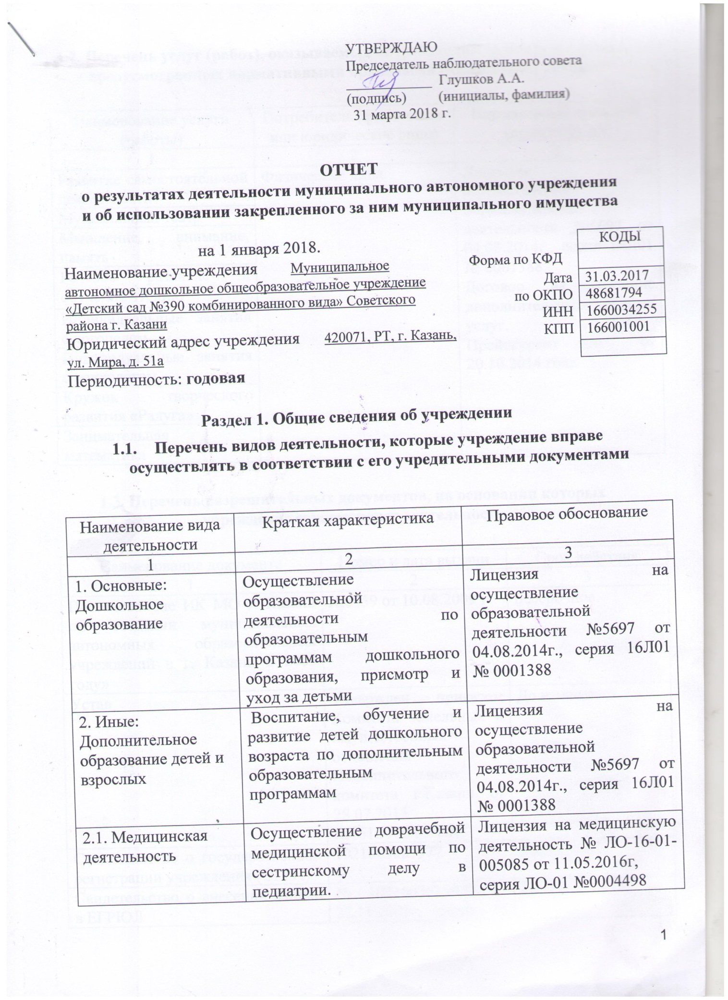 УТВЕРЖДАЮ
Председатель наблюдательного совета
____________ Глушков А.А.
(подпись) (инициалы, фамилия)
31 марта 2018 г.
ОТЧЕТ
о результатах деятельности муниципального автономного учреждения
и об использовании закрепленного за ним муниципального имущества
на 1 января 2018.
Наименование учреждения Муниципальное
автономное дошкольное общеобразовательное учреждение
«Детский сад №390 комбинированного вида» Советского
района г. Казани
Юридический адрес учреждения 420071, РТ, г. Казань,
ул. Мира, д. 51а
Периодичность: годовая
КОДЫ
Форма по КФД
Дата 31.03.2017
по ОКПО 48681794
ИНН 1660034255
КПП 166001001
Раздел 1. Общие сведения об учреждении
1.1. Перечень видов деятельности, которые учреждение вправе
осуществлять в соответствии с его учредительными документами
Наименование вида
деятельности
Краткая характеристика
Правовое обоснование
1
2
3
1. Основные:
Дошкольное
образование
Осуществление
образовательной
деятельности по
образовательным
программам дошкольного
образования, присмотр и
уход за детьми
Лицензия на
осуществление
образовательной
деятельности №5697 от
04.08.2014г., серия 16Л01
№ 0001388
2. Иные:
Дополнительное
образование детей и
взрослых
Воспитание, обучение и
развитие детей дошкольного
возраста по дополнительным
образовательным
программам
Лицензия на
осуществление
образовательной
деятельности №5697 от
04.08.2014г., серия 16Л01
№ 0001388
2.1. Медицинская
деятельность
Осуществление доврачебной
медицинской помощи по
сестринскому делу в
педиатрии.
Лицензия на медицинскую
деятельность № ЛО-16-01-
005085 от 11.05.2016г,
серия ЛО-01 №0004498
1